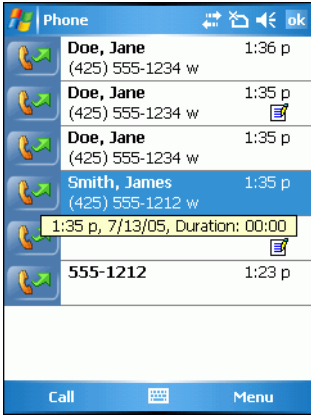 Phone
ok
Doe, Jane 1:36 p
(425) 555-1234 w
Doe, Jane 1:35 p
(425) 555-1234 w
Doe, Jane 1:35 p
(425) 555-1234 w
Smith, James 1:35 p
(425) 555-1212 w
1:35 p, 7/13/05, Duration: 00:00
555-1212 1:23 p
Call Menu